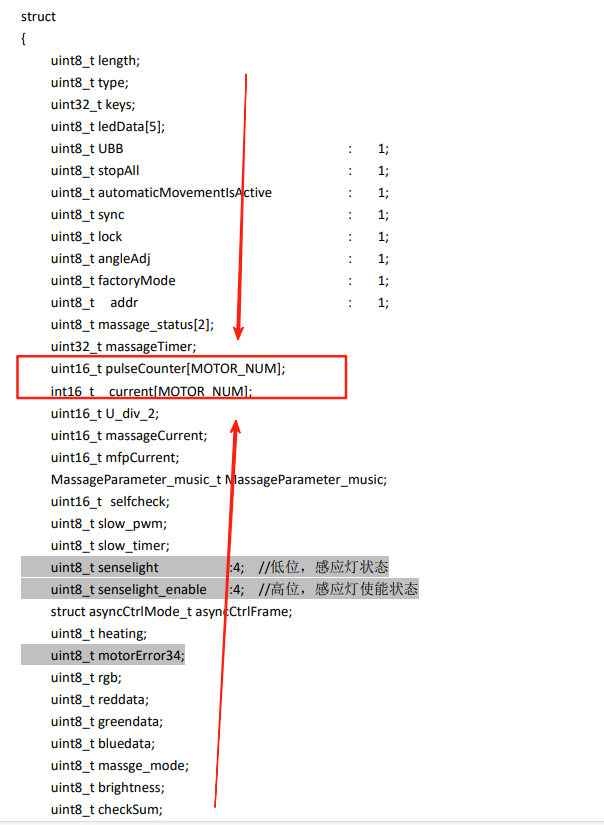 struct
{
uint8_t length;
uint8_t type;
uint32_t keys;
uint8_t ledData[5];
uint8_t UBB : 1;
uint8_t stopAll : 1;
uint8_t automaticMovementIsActive : 1;
uint8_t sync : 1;
uint8_t lock : 1;
uint8_t angleAdj : 1;
uint8_t factoryMode : 1;
uint8_t addr : 1;
uint8_t massage_status[2];
uint32_t massageTimer;
uint16_t pulseCounter[MOTOR_NUM];
int16_t current[MOTOR_NUM];
uint16_t U_div_2;
uint16_t massageCurrent;
uint16_t mfpCurrent;
MassageParameter_music_t MassageParameter_music;
uint16_t selfcheck;
uint8_t slow_pwm;
uint8_t slow_timer;
uint8_t senselight :4; //低位，感应灯状态
uint8_t senselight_enable :4; //高位，感应灯使能状态
struct asyncCtrlMode_t asyncCtrlFrame;
uint8_t heating;
uint8_t motorError34;
uint8_t rgb;
uint8_t reddata;
uint8_t greendata;
uint8_t bluedata;
uint8_t massge_mode;
uint8_t brightness;
uint8_t checkSum;